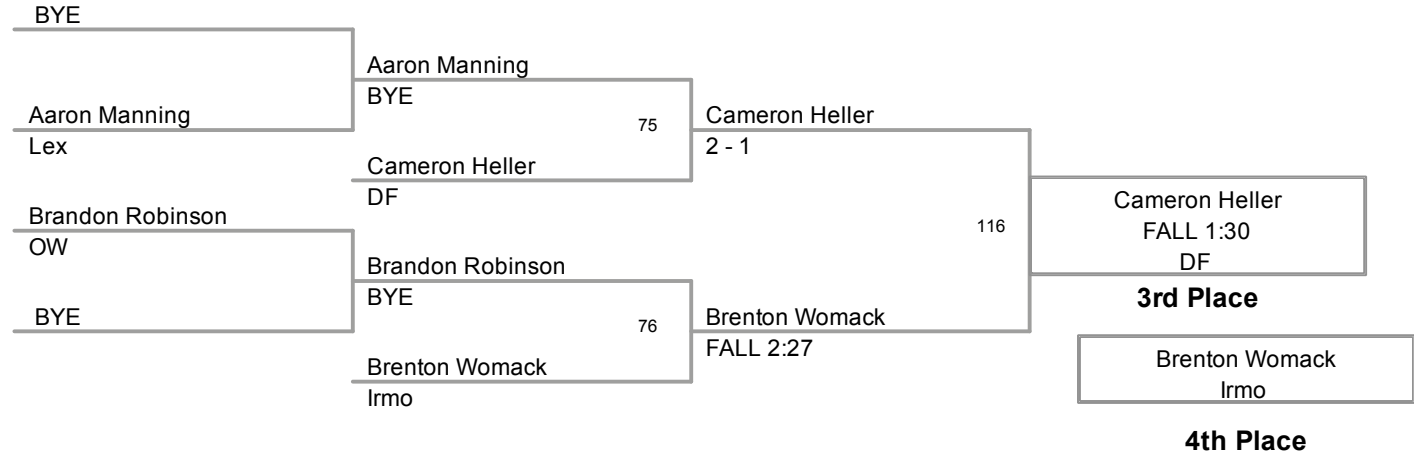 BYE
Aaron Manning
Lex
Brandon Robinson
OW
BYE
Aaron Manning
BYE
75
Cameron Heller
DF
Brandon Robinson
BYE
76
Brenton Womack
Irmo
Cameron Heller
2 - 1
116
Brenton Womack
FALL 2:27
Cameron Heller
FALL 1:30
DF
3rd Place
Brenton Womack
Irmo
4th Place